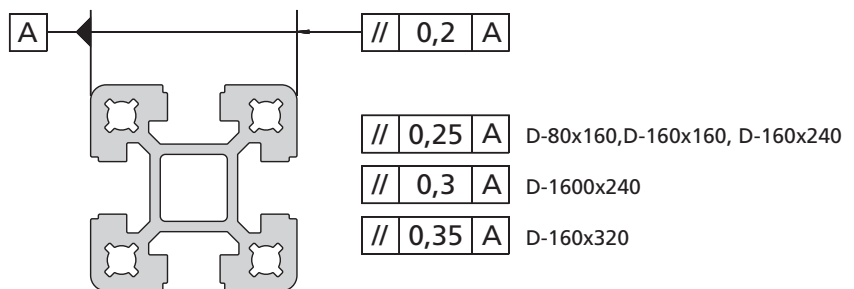 A // 0,2 A
// 0,25 A D-80x160,D-160x160, D-160x240
// 0,3 A D-1600x240
// 0,35 A D-160x320